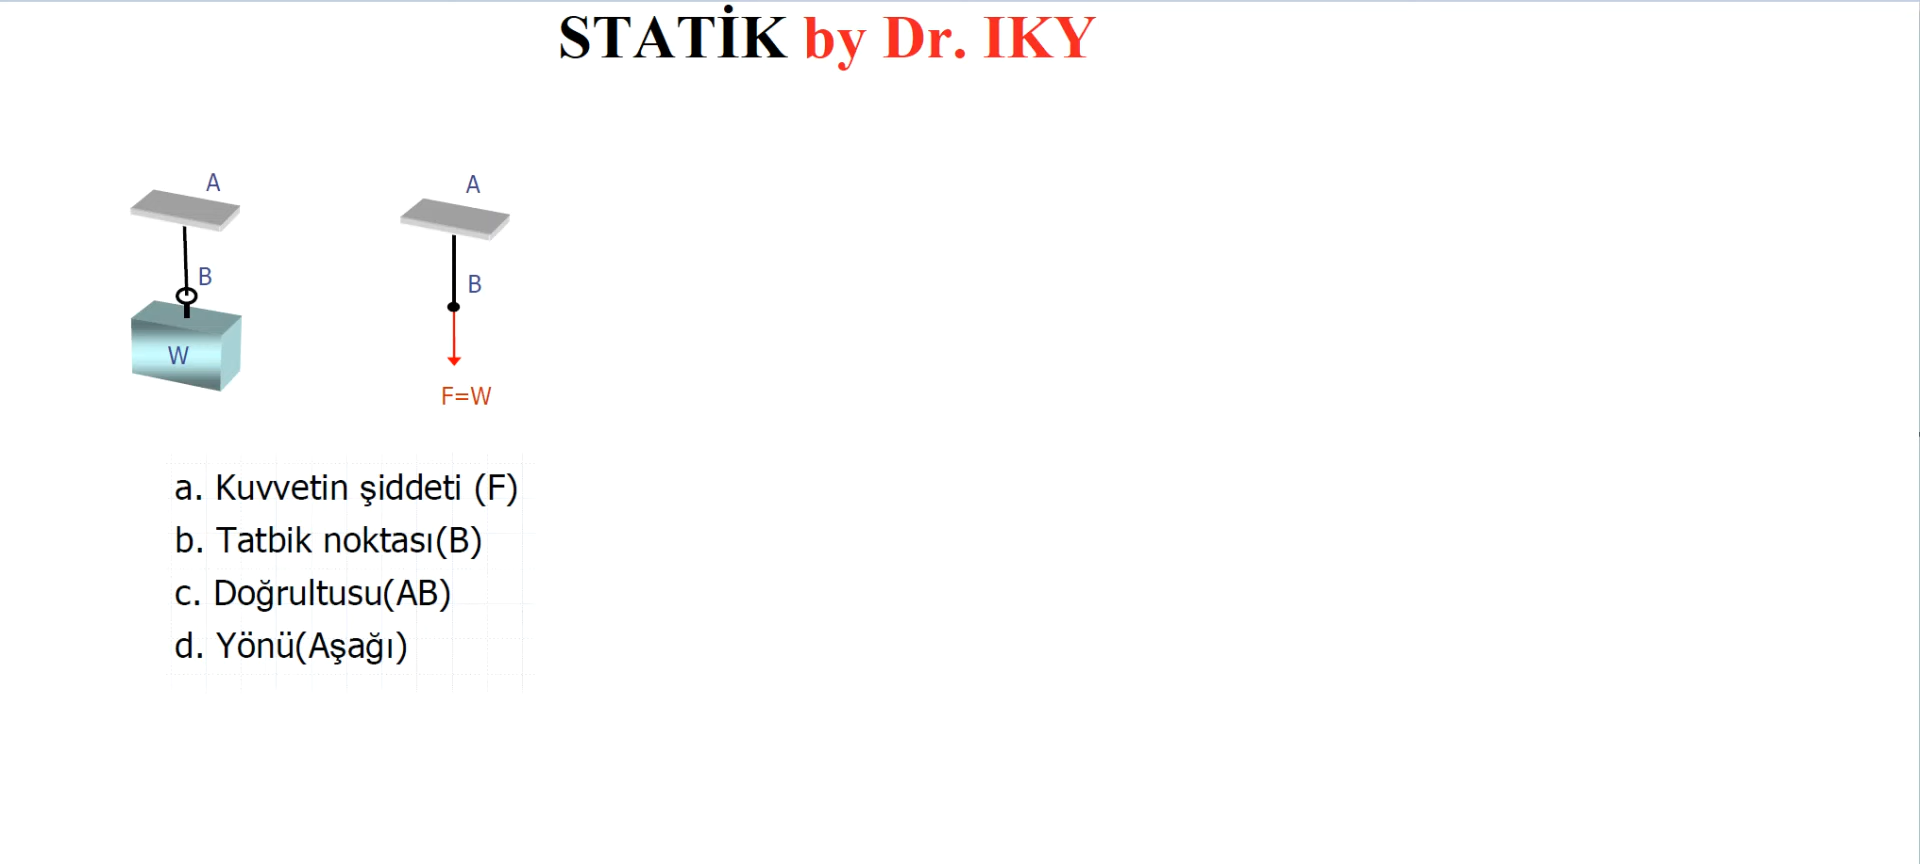 STATİK by Dr. IKY
A
A
B
B
W
F=W
a. Kuvvetin şiddeti (F)
b. Tatbik noktası(B)
c. Doğrultusu(AB)
d. Yönü(Aşağı)